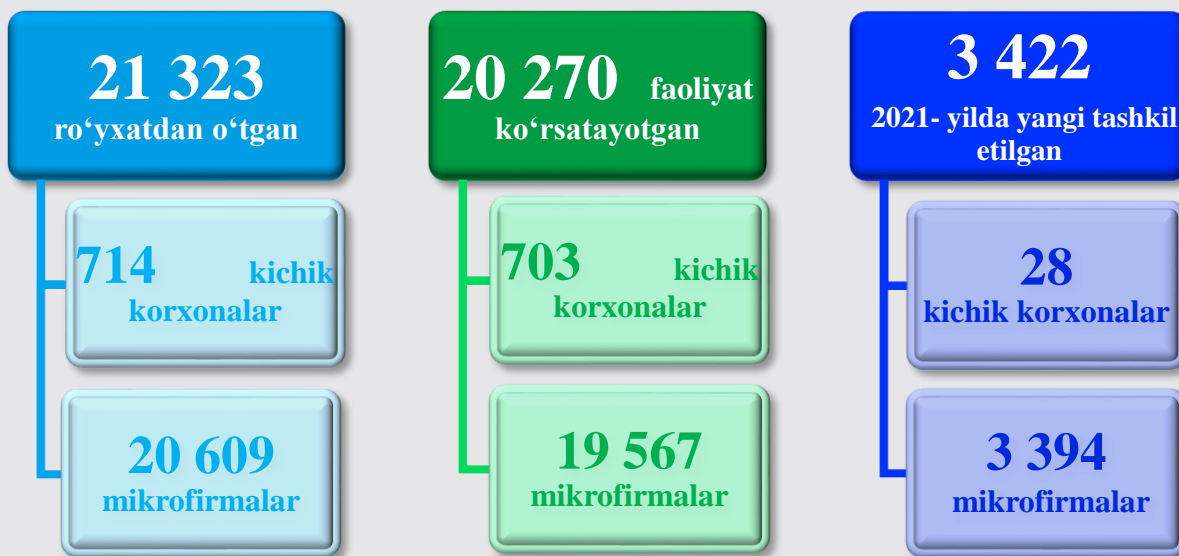 21 323
ro‘yxatdan o‘tgan
714 kichik
korxonalar
20 609
mikrofirmalar
20 270 faoliyat
ko‘rsatayotgan
703 kichik
korxonalar
19 567
mikrofirmalar
3 422
2021- yilda yangi tashkil
etilgan
28
kichik korxonalar
3 394
mikrofirmalar